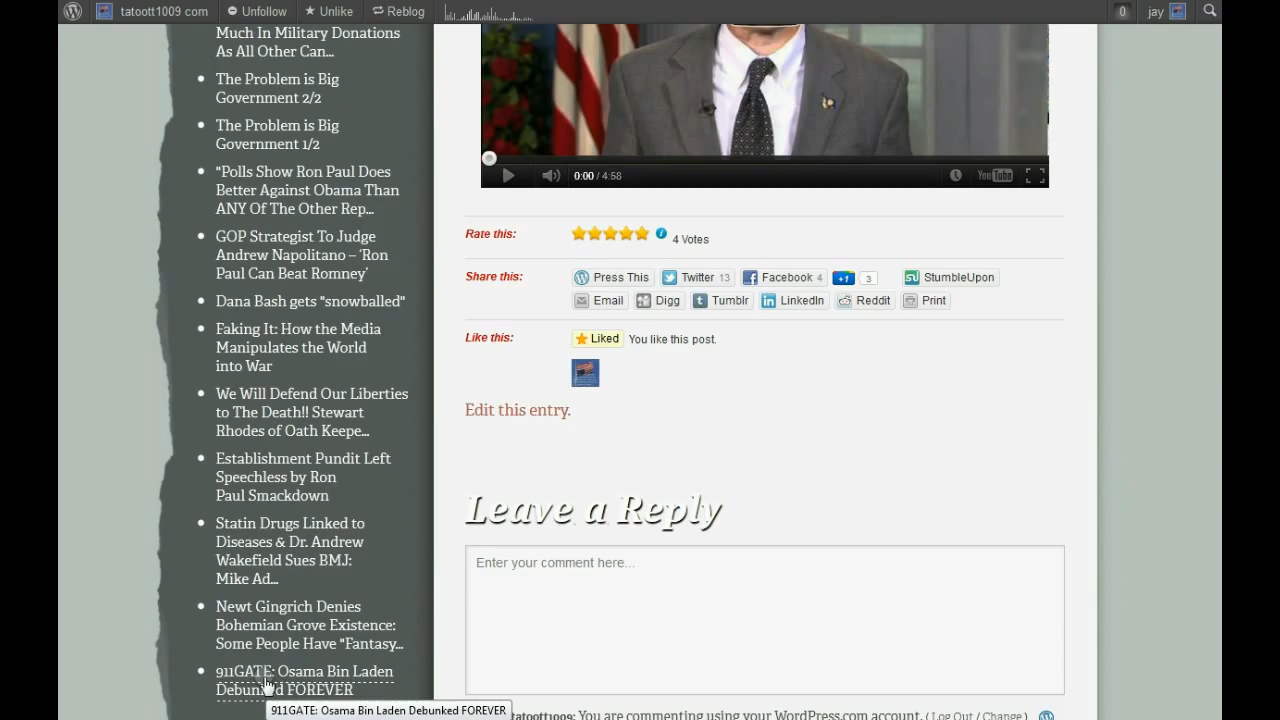 tatoott1009 com Unfollow Unlike Reblog 0 jay
Much In Military Donations
As All Other Can...
The Problem is Big
Government 2/2
The Problem is Big
Government 1/2
"Polls Show Ron Paul Does
Better Against Obama Than
ANY Of The Other Rep...
GOP Strategist To Judge
Andrew Napolitano – 'Ron
Paul Can Beat Romney'
Dana Bash gets "snowballed"
Faking It: How the Media
Manipulates the World
into War
We Will Defend Our Liberties
to The Death!! Stewart
Rhodes of Oath Keepe...
Establishment Pundit Left
Speechless by Ron
Paul Smackdown
Statin Drugs Linked to
Diseases & Dr. Andrew
Wakefield Sues BMJ:
Mike Ad...
Newt Gingrich Denies
Bohemian Grove Existence:
Some People Have "Fantasy...
911GATE: Osama Bin Laden
Debunked FOREVER
911GATE: Osama Bin Laden Debunked FOREVER
0:00 / 4:58 YouTube
Rate this: 4 Votes
Share this: Press This Twitter 13 Facebook 4 +1 3 StumbleUpon
Email Digg Tumblr LinkedIn Reddit Print
Like this: Liked You like this post.
Edit this entry.
Leave a Reply
Enter your comment here...
tatoott1009: You are commenting using your WordPress.com account. ( Log Out / Change )